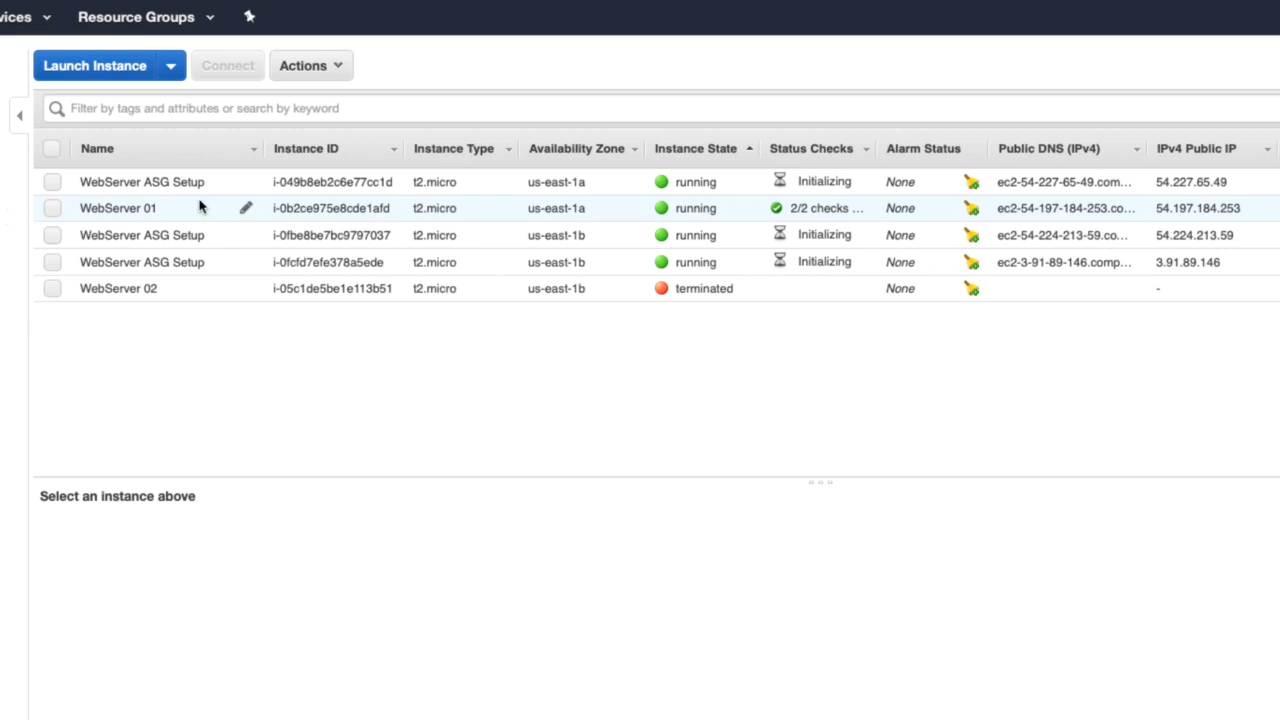 vices Resource Groups
Launch Instance Connect Actions
Filter by tags and attributes or search by keyword
Name Instance ID Instance Type Availability Zone Instance State Status Checks Alarm Status Public DNS (IPv4) IPv4 Public IP
WebServer ASG Setup i-049b8eb2c6e77cc1d t2.micro us-east-1a running Initializing None ec2-54-227-65-49.com... 54.227.65.49
WebServer 01 i-0b2ce975e8cde1afd t2.micro us-east-1a running 2/2 checks ... None ec2-54-197-184-253.co... 54.197.184.253
WebServer ASG Setup i-0fbe8be7bc9797037 t2.micro us-east-1b running Initializing None ec2-54-224-213-59.co... 54.224.213.59
WebServer ASG Setup i-0fcfd7efe378a5ede t2.micro us-east-1b running Initializing None ec2-3-91-89-146.comp... 3.91.89.146
WebServer 02 i-05c1de5be1e113b51 t2.micro us-east-1b terminated None -
Select an instance above